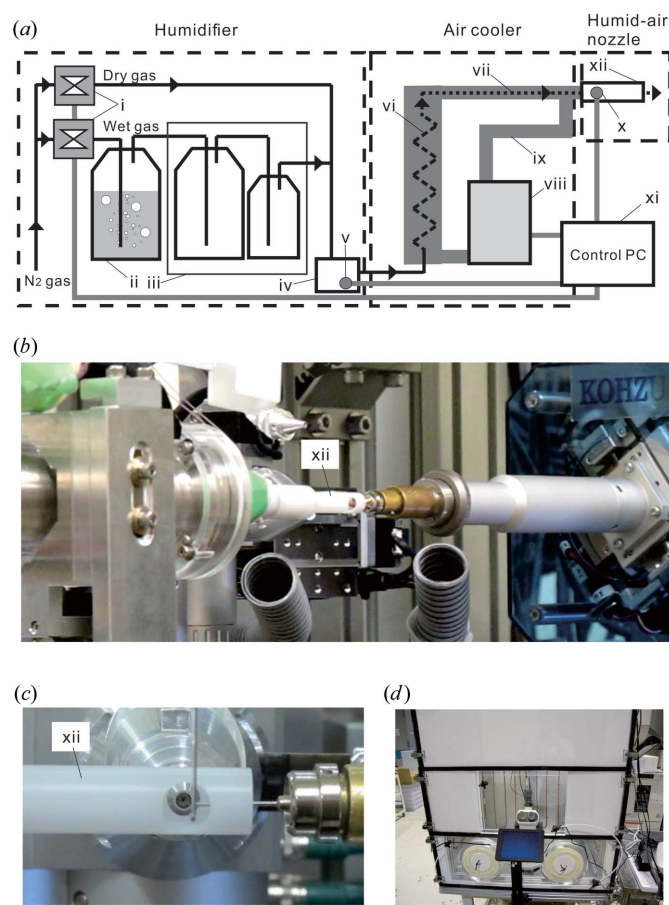 (a)
Humidifier
Air cooler
Humid-air
nozzle
Dry gas
i
Wet gas
N2 gas
ii
iii
iv
v
vi
vii
viii
ix
x
xi
xii
Control PC
(b)
xii
KOHZU
(c)
xii
(d)